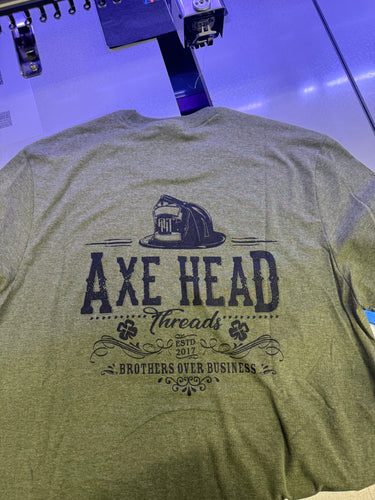 AXE HEAD
Threads
ESTD
2017
BROTHERS OVER BUSINESS